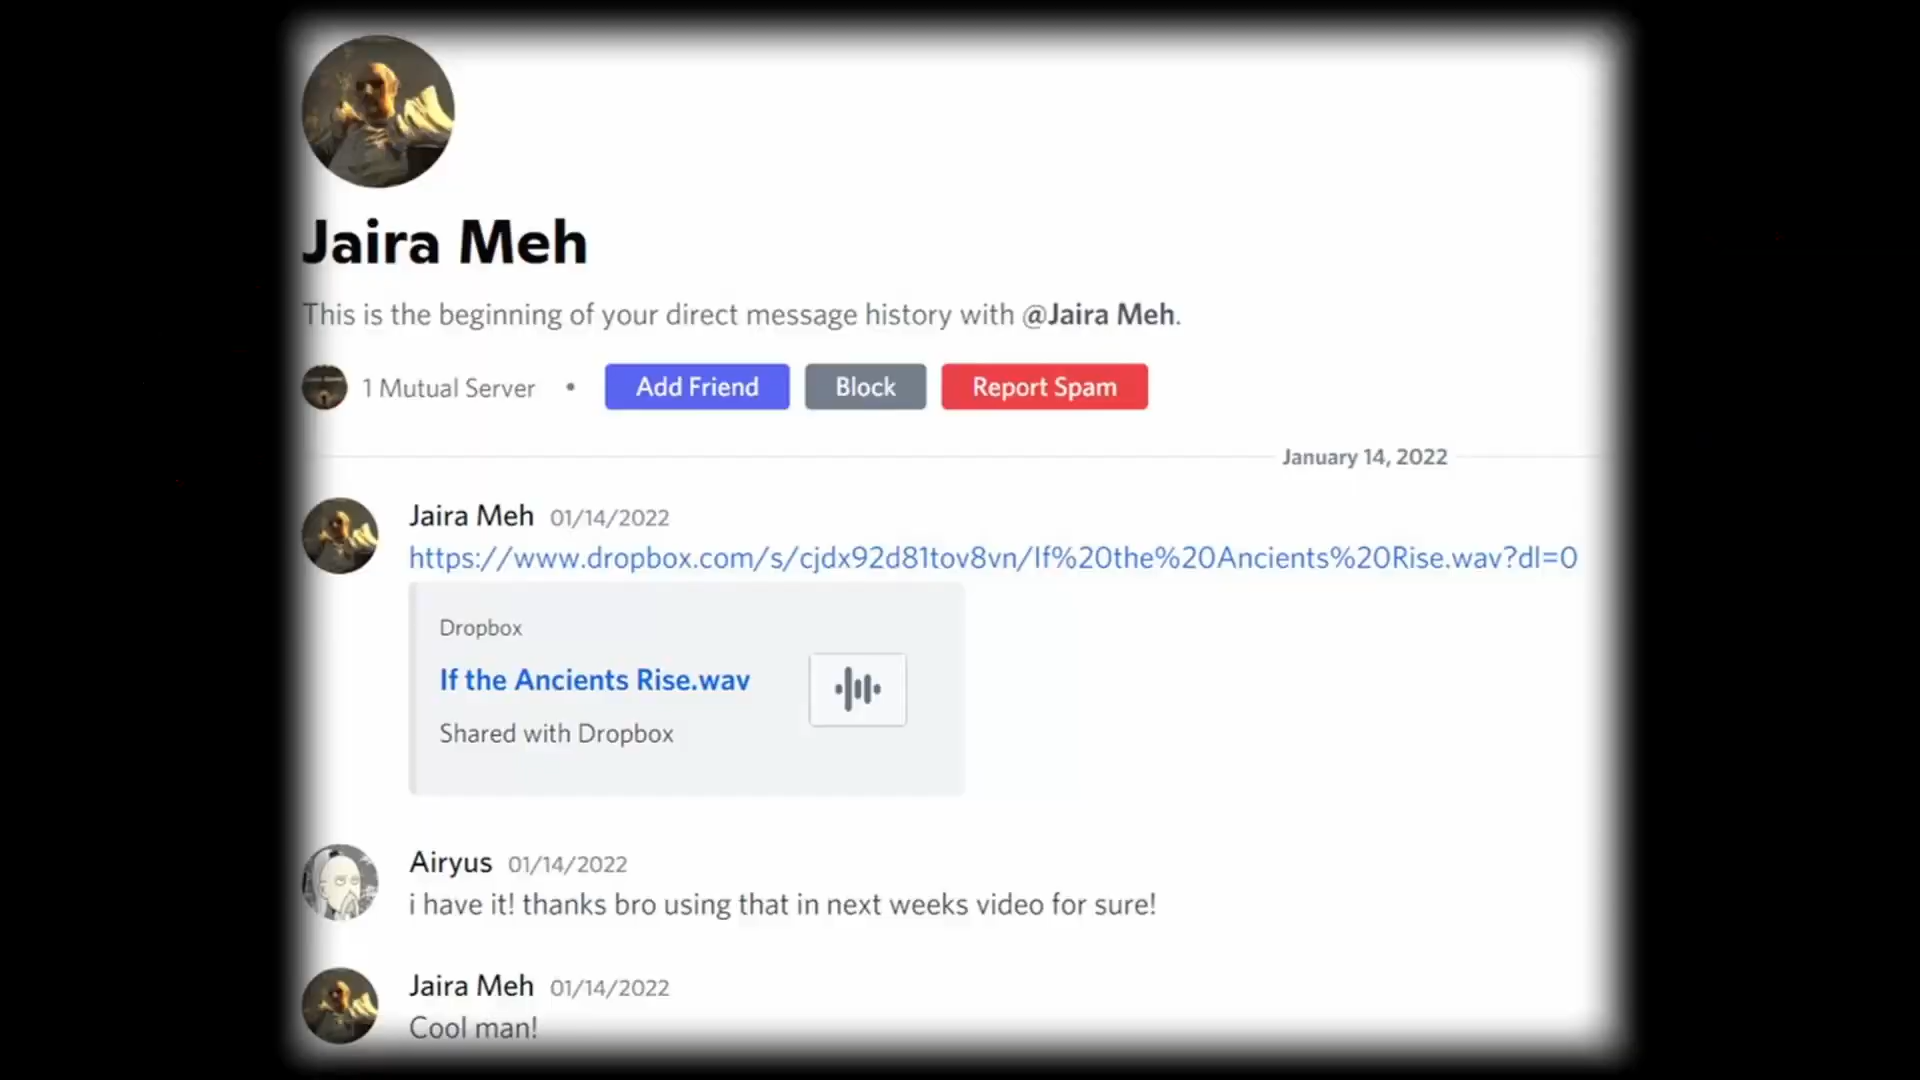 Jaira Meh
This is the beginning of your direct message history with @Jaira Meh.
1 Mutual Server • Add Friend Block Report Spam
January 14, 2022
Jaira Meh 01/14/2022
https://www.dropbox.com/s/cjdx92d81tov8vn/If%20the%20Ancients%20Rise.wav?dl=0
Dropbox
If the Ancients Rise.wav
Shared with Dropbox
Airyus 01/14/2022
i have it! thanks bro using that in next weeks video for sure!
Jaira Meh 01/14/2022
Cool man!